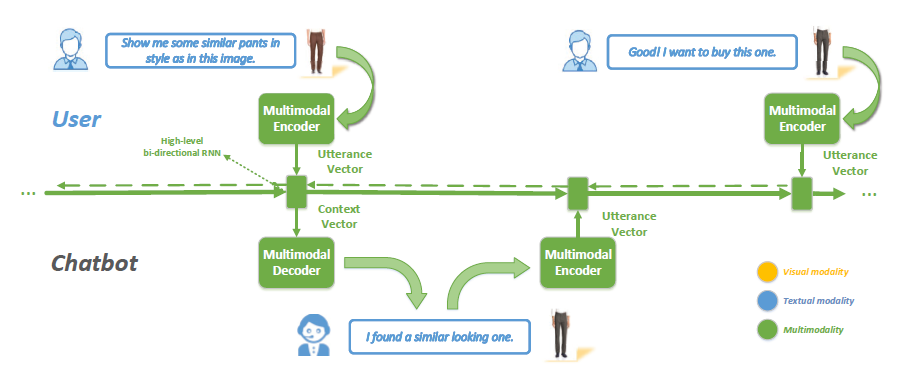 Show me some similar pants in
style as in this image.
Good! I want to buy this one.
User
Multimodal
Encoder
Multimodal
Encoder
High-level
bi-directional RNN
Utterance
Vector
Utterance
Vector
...
...
Context
Vector
Utterance
Vector
Chatbot
Multimodal
Decoder
Multimodal
Encoder
Visual modality
Textual modality
Multimodality
I found a similar looking one.